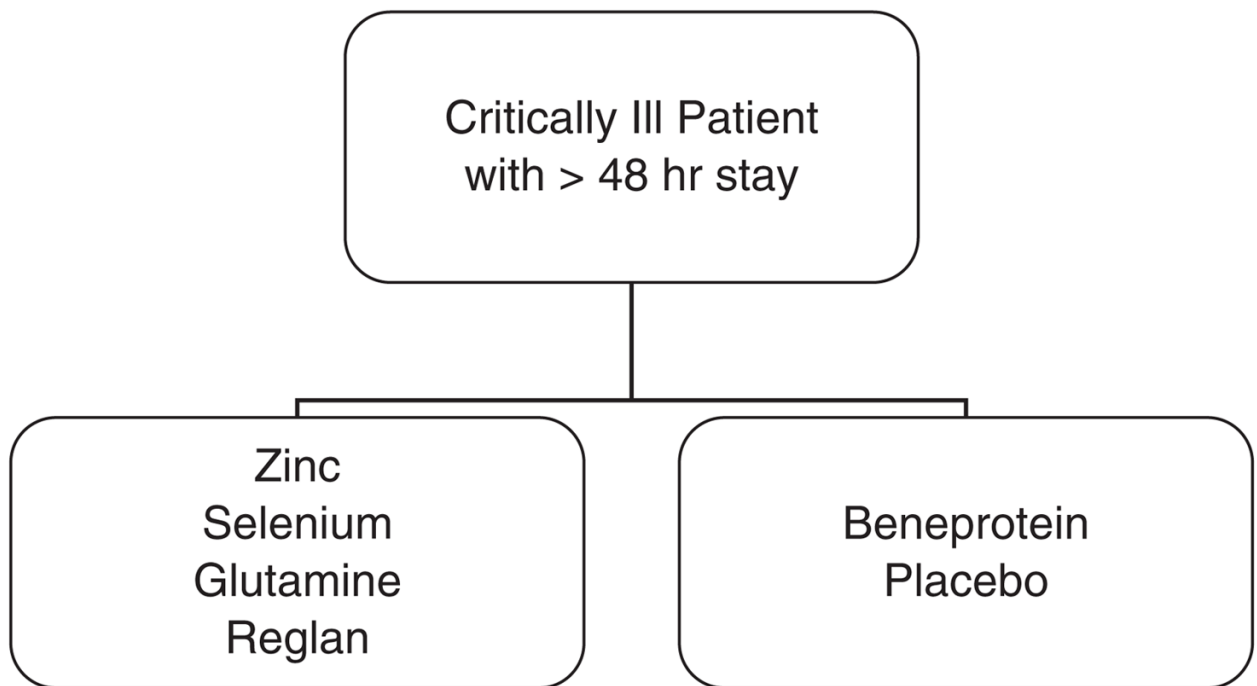 Critically Ill Patient
with > 48 hr stay
Zinc
Selenium
Glutamine
Reglan
Beneprotein
Placebo